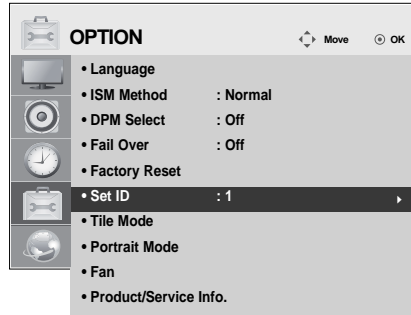 OPTION Move OK
• Language
• ISM Method : Normal
• DPM Select : Off
• Fail Over : Off
• Factory Reset
• Set ID : 1
• Tile Mode
• Portrait Mode
• Fan
• Product/Service Info.